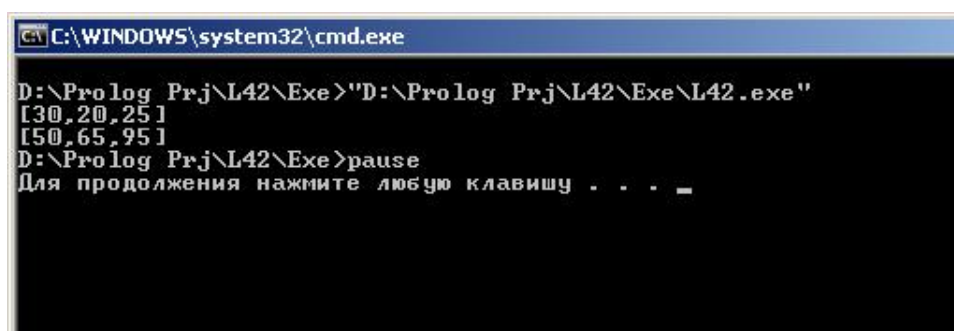 C:\WINDOWS\system32\cmd.exe
D:\Prolog Prj\L42\Exe>"D:\Prolog Prj\L42\Exe\L42.exe"
[30,20,25]
[50,65,95]
D:\Prolog Prj\L42\Exe>pause
Для продолжения нажмите любую клавишу . . . _